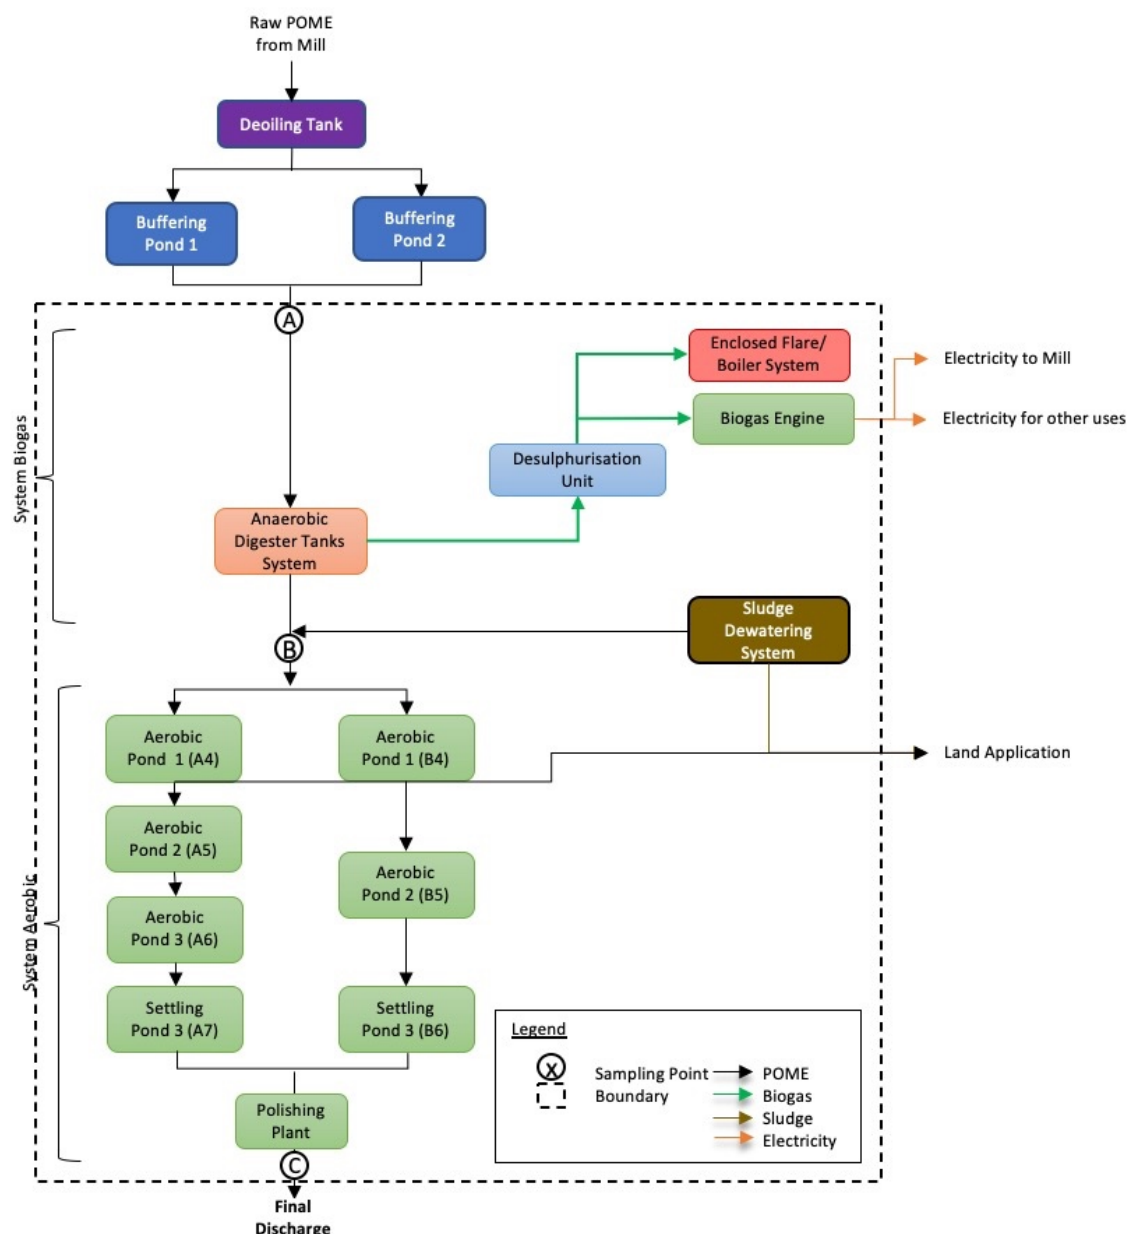 Raw POME
from Mill
Deoiling Tank
Buffering
Pond 1
Buffering
Pond 2
A
Enclosed Flare/
Boiler System
Electricity to Mill
Biogas Engine
Electricity for other uses
Desulphurisation
Unit
System Biogas
Anaerobic
Digester Tanks
System
Sludge
Dewatering
System
B
Aerobic
Pond 1 (A4)
Aerobic
Pond 1 (B4)
Land Application
Aerobic
Pond 2 (A5)
Aerobic
Pond 2 (B5)
Aerobic
Pond 3 (A6)
System Aerobic
Settling
Pond 3 (A7)
Settling
Pond 3 (B6)
Polishing
Plant
C
Final
Discharge
Legend
X
Sampling Point
Boundary
POME
Biogas
Sludge
Electricity